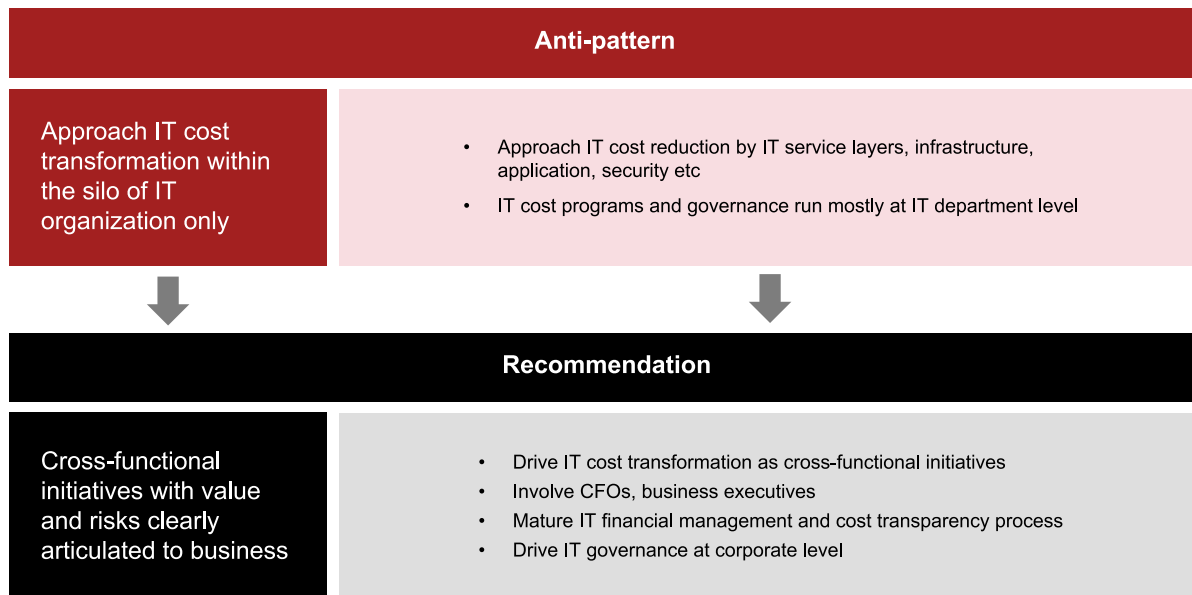 Anti-pattern
Approach IT cost
transformation within
the silo of IT
organization only
• Approach IT cost reduction by IT service layers, infrastructure,
application, security etc
• IT cost programs and governance run mostly at IT department level
Recommendation
Cross-functional
initiatives with value
and risks clearly
articulated to business
• Drive IT cost transformation as cross-functional initiatives
• Involve CFOs, business executives
• Mature IT financial management and cost transparency process
• Drive IT governance at corporate level